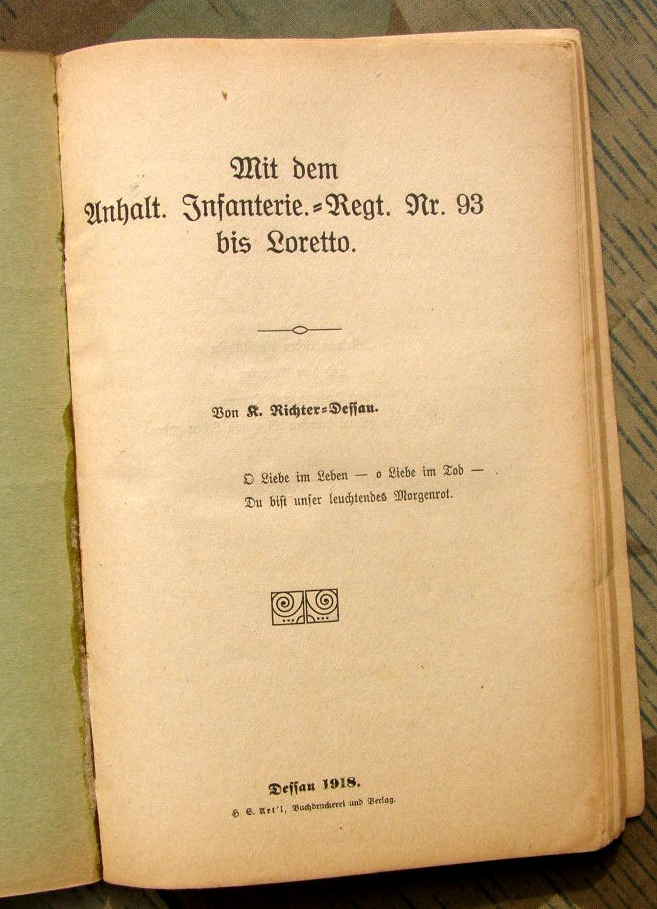 Mit dem
Anhalt. Infanterie.=Regt. Nr. 93
bis Loretto.
Von K. Richter=Dessau.
O Liebe im Leben — o Liebe im Tod —
Du bist unser leuchtendes Morgenrot.
Dessau 1918.
H. S. Art'l, Buchdruckerei und Verlag.